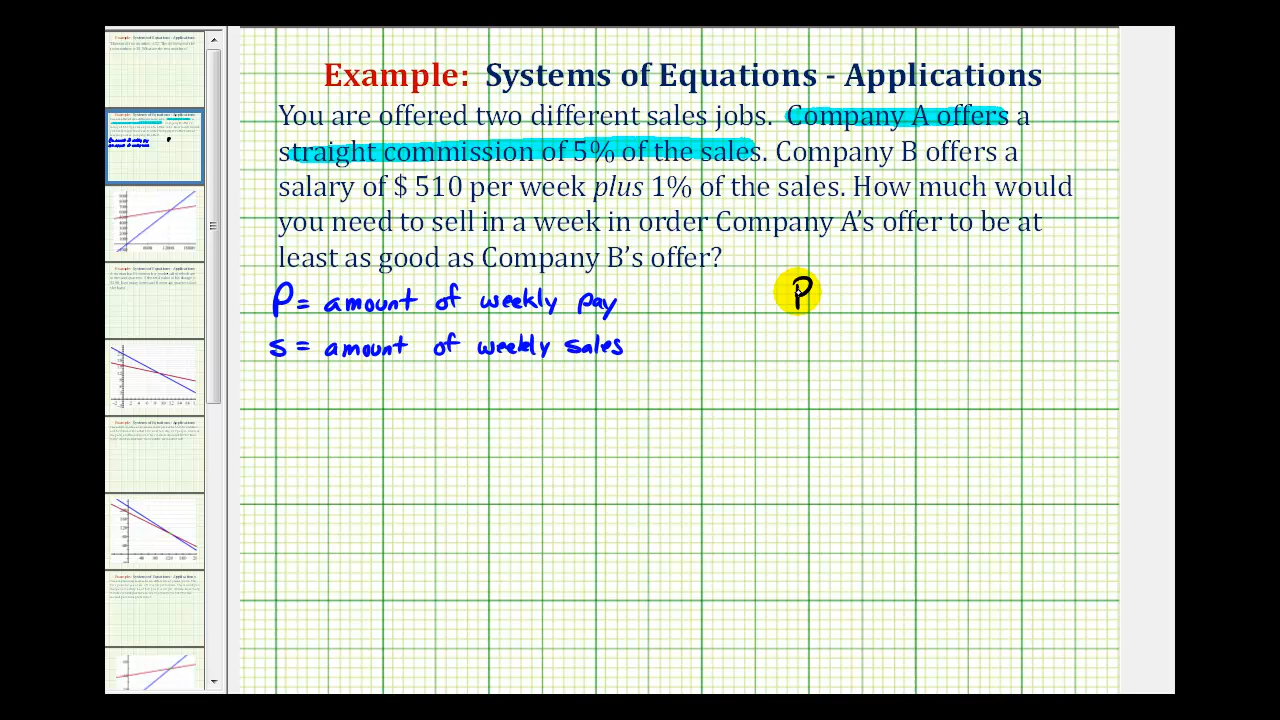 Example: Systems of Equations - Applications
You are offered two different sales jobs. Company A offers a
straight commission of 5% of the sales. Company B offers a
salary of $ 510 per week plus 1% of the sales. How much would
you need to sell in a week in order Company A's offer to be at
least as good as Company B's offer?
P = amount of weekly pay
P
s = amount of weekly sales